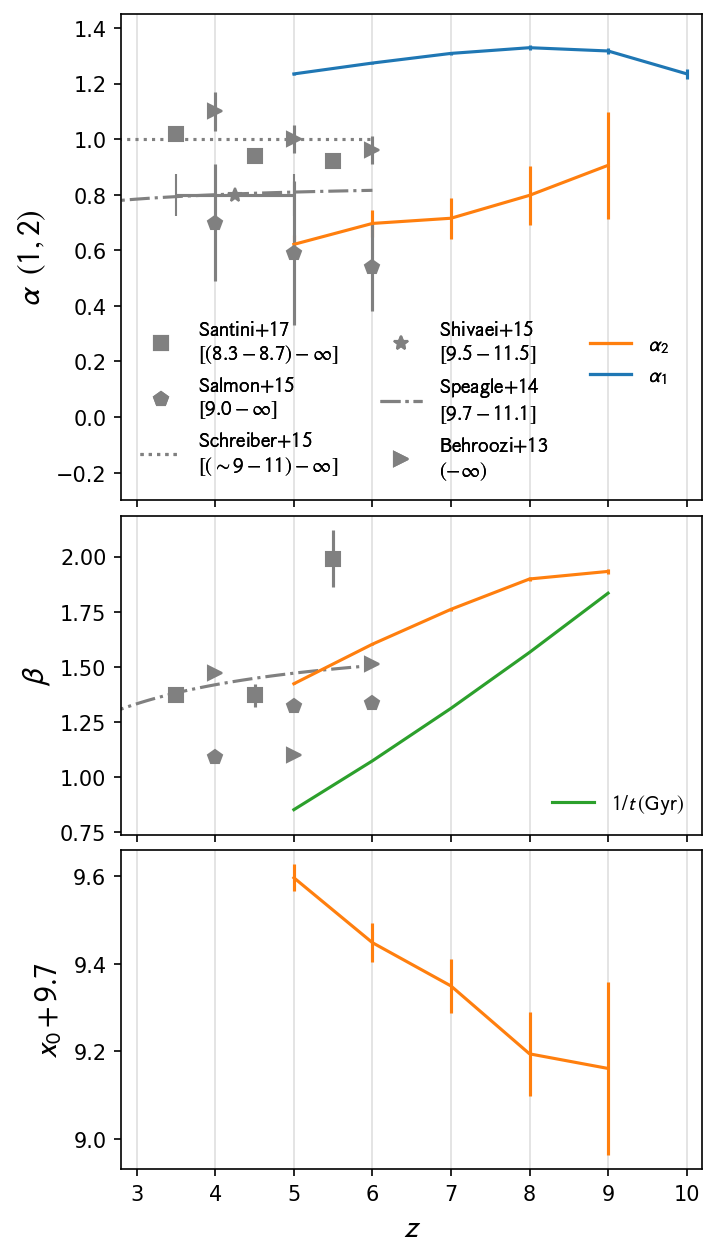 1.4
1.2
1.0
0.8
0.6
0.4
0.2
0.0
−0.2
α (1, 2)
Santini+17
[(8.3 − 8.7) − ∞]
Salmon+15
[9.0 − ∞]
Schreiber+15
[(∼9 − 11) − ∞]
Shivaei+15
[9.5 − 11.5]
Speagle+14
[9.7 − 11.1]
Behroozi+13
(−∞)
α₂
α₁
2.00
1.75
1.50
1.25
1.00
0.75
β
1/t (Gyr)
9.6
9.4
9.2
9.0
x₀ + 9.7
3 4 5 6 7 8 9 10
z